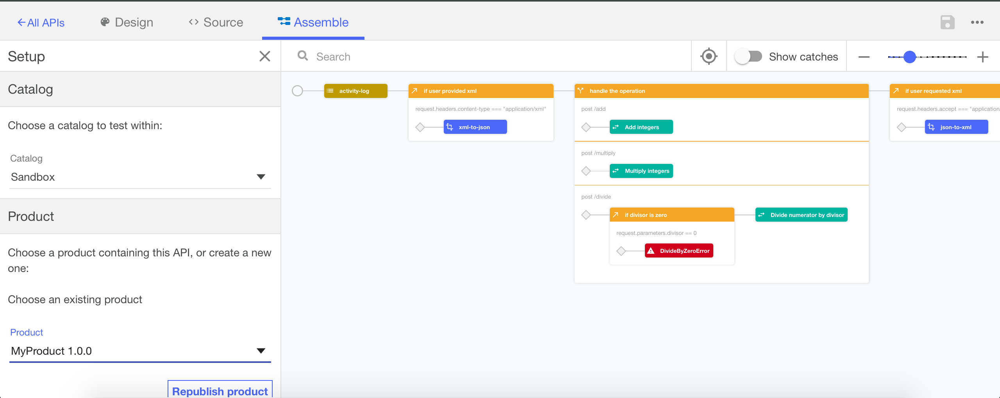 All APIs
Design
Source
Assemble
Setup
Search
Show catches
Catalog
Choose a catalog to test within:
Catalog
Sandbox
Product
Choose a product containing this API, or create a new
one:
Choose an existing product
Product
MyProduct 1.0.0
Republish product
activity-log
if user provided xml
request.headers.content-type === "application/xml"
xml-to-json
handle the operation
post /add
Add integers
post /multiply
Multiply integers
post /divide
if divisor is zero
request.parameters.divisor == 0
DivideByZeroError
Divide numerator by divisor
if user requested xml
request.headers.accept === "application/
json-to-xml